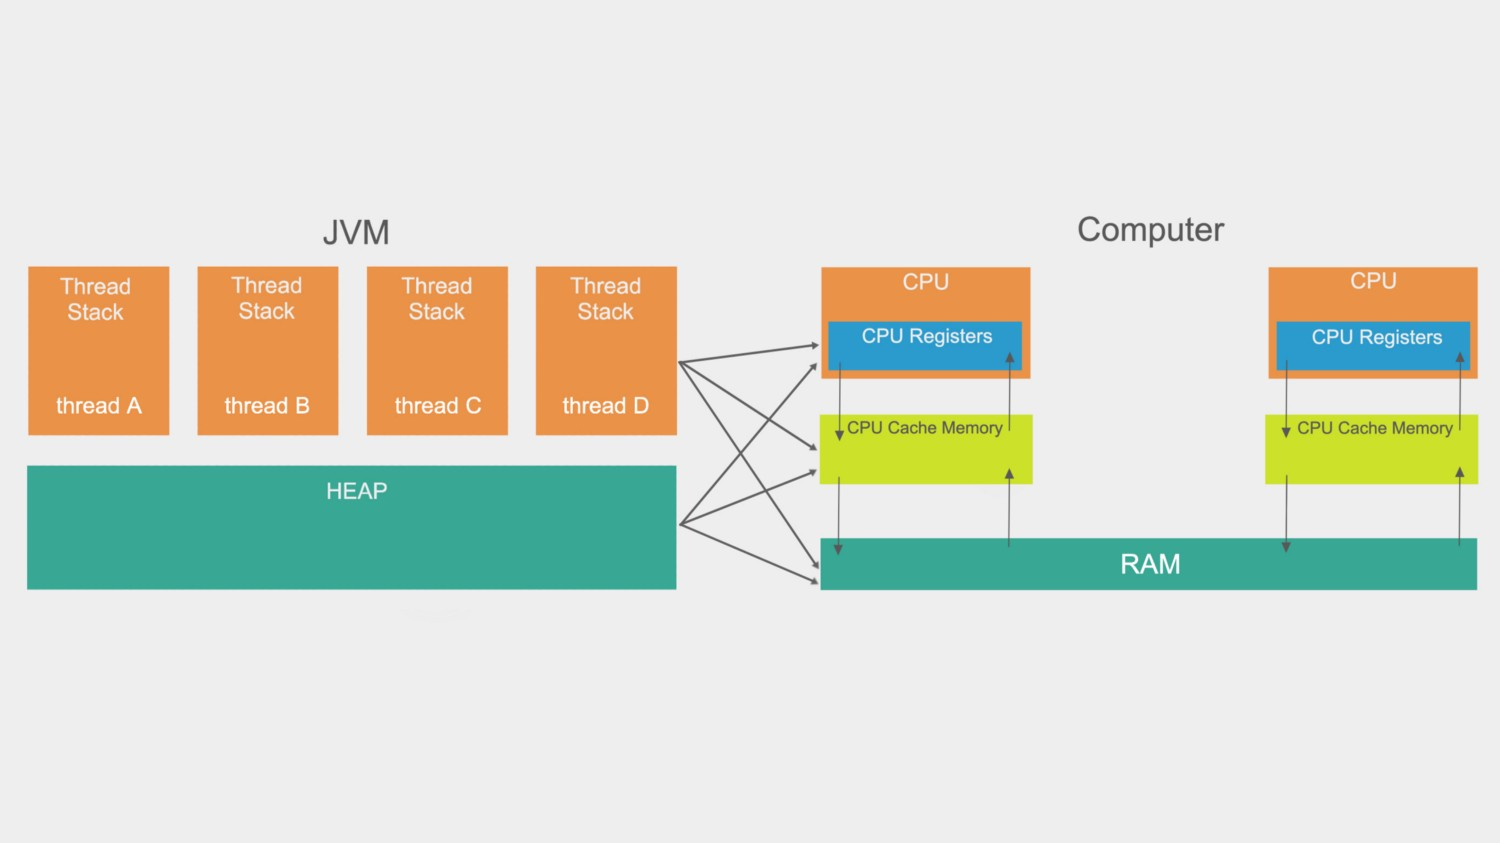 JVM
Computer
Thread
Stack
thread A
Thread
Stack
thread B
Thread
Stack
thread C
Thread
Stack
thread D
HEAP
CPU
CPU Registers
CPU Cache Memory
CPU
CPU Registers
CPU Cache Memory
RAM